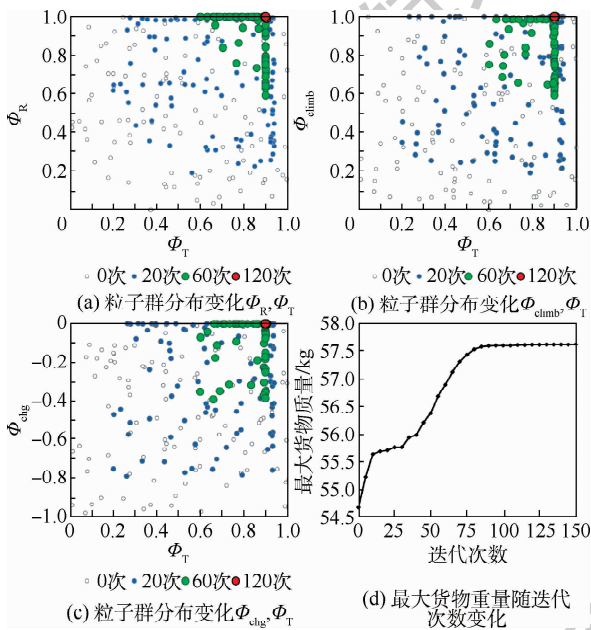 1.0
0.8
0.6
0.4
0.2
Φ_R
0 0.2 0.4 0.6 0.8 1.0
Φ_T
0次 20次 60次 120次
(a) 粒子群分布变化Φ_R,Φ_T
1.0
0.8
0.6
0.4
0.2
Φ_climb
0 0.2 0.4 0.6 0.8 1.0
Φ_T
0次 20次 60次 120次
(b) 粒子群分布变化Φ_climb,Φ_T
0
-0.2
-0.4
-0.6
-0.8
-1.0
Φ_chg
0 0.2 0.4 0.6 0.8 1.0
Φ_T
0次 20次 60次 120次
(c) 粒子群分布变化Φ_chg,Φ_T
58.0
57.5
57.0
56.5
56.0
55.5
55.0
54.5
最大货物质量/kg
0 25 50 75 100 125 150
迭代次数
(d) 最大货物重量随迭代
次数变化